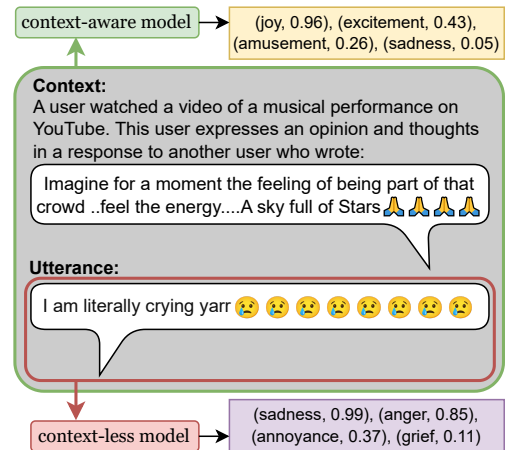 context-aware model
(joy, 0.96), (excitement, 0.43),
(amusement, 0.26), (sadness, 0.05)
Context:
A user watched a video of a musical performance on
YouTube. This user expresses an opinion and thoughts
in a response to another user who wrote:
Imagine for a moment the feeling of being part of that
crowd ..feel the energy....A sky full of Stars🙏🙏🙏🙏
Utterance:
I am literally crying yarr😢😢😢😢😢😢😢😢
context-less model
(sadness, 0.99), (anger, 0.85),
(annoyance, 0.37), (grief, 0.11)